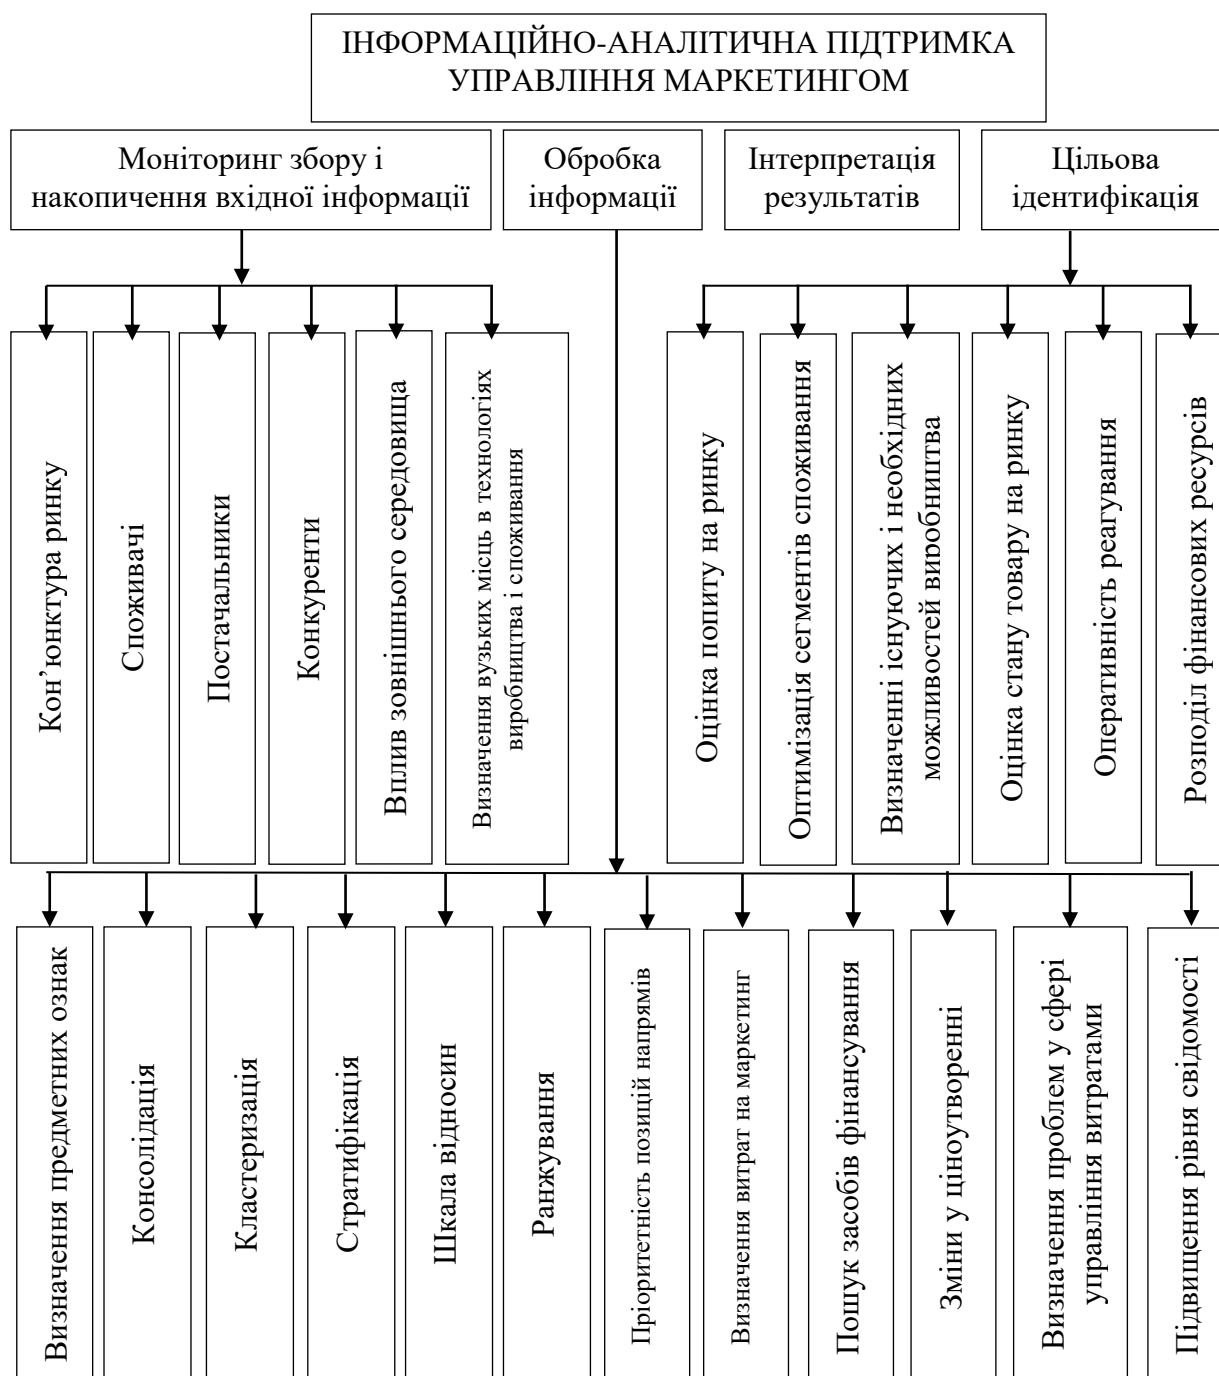 ІНФОРМАЦІЙНО-АНАЛІТИЧНА ПІДТРИМКА
УПРАВЛІННЯ МАРКЕТИНГОМ
Моніторинг збору і
накопичення вхідної інформації
Обробка
інформації
Інтерпретація
результатів
Цільова
ідентифікація
Кон’юнктура ринку
Споживачі
Постачальники
Конкуренти
Вплив зовнішнього середовища
Визначення вузьких місць в технологіях
виробництва і споживання
Оцінка попиту на ринку
Оптимізація сегментів споживання
Визначенні існуючих і необхідних
можливостей виробництва
Оцінка стану товару на ринку
Оперативність реагування
Розподіл фінансових ресурсів
Визначення предметних ознак
Консолідація
Кластеризація
Стратифікація
Шкала відносин
Ранжування
Пріоритетність позицій напрямів
Визначення витрат на маркетинг
Пошук засобів фінансування
Зміни у ціноутворенні
Визначення проблем у сфері
управління витратами
Підвищення рівня свідомості